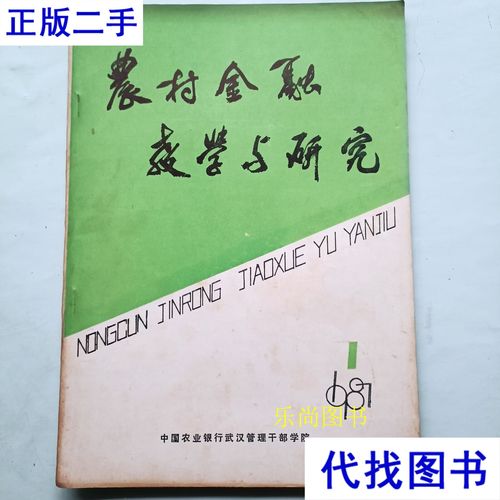 正版二手
農村金融
教學与研究
NONGCUN JINRONG JIAOXUE YU YANJIU
1
1987
乐尚图书
中国农业银行武汉管理干部学院
代找图书